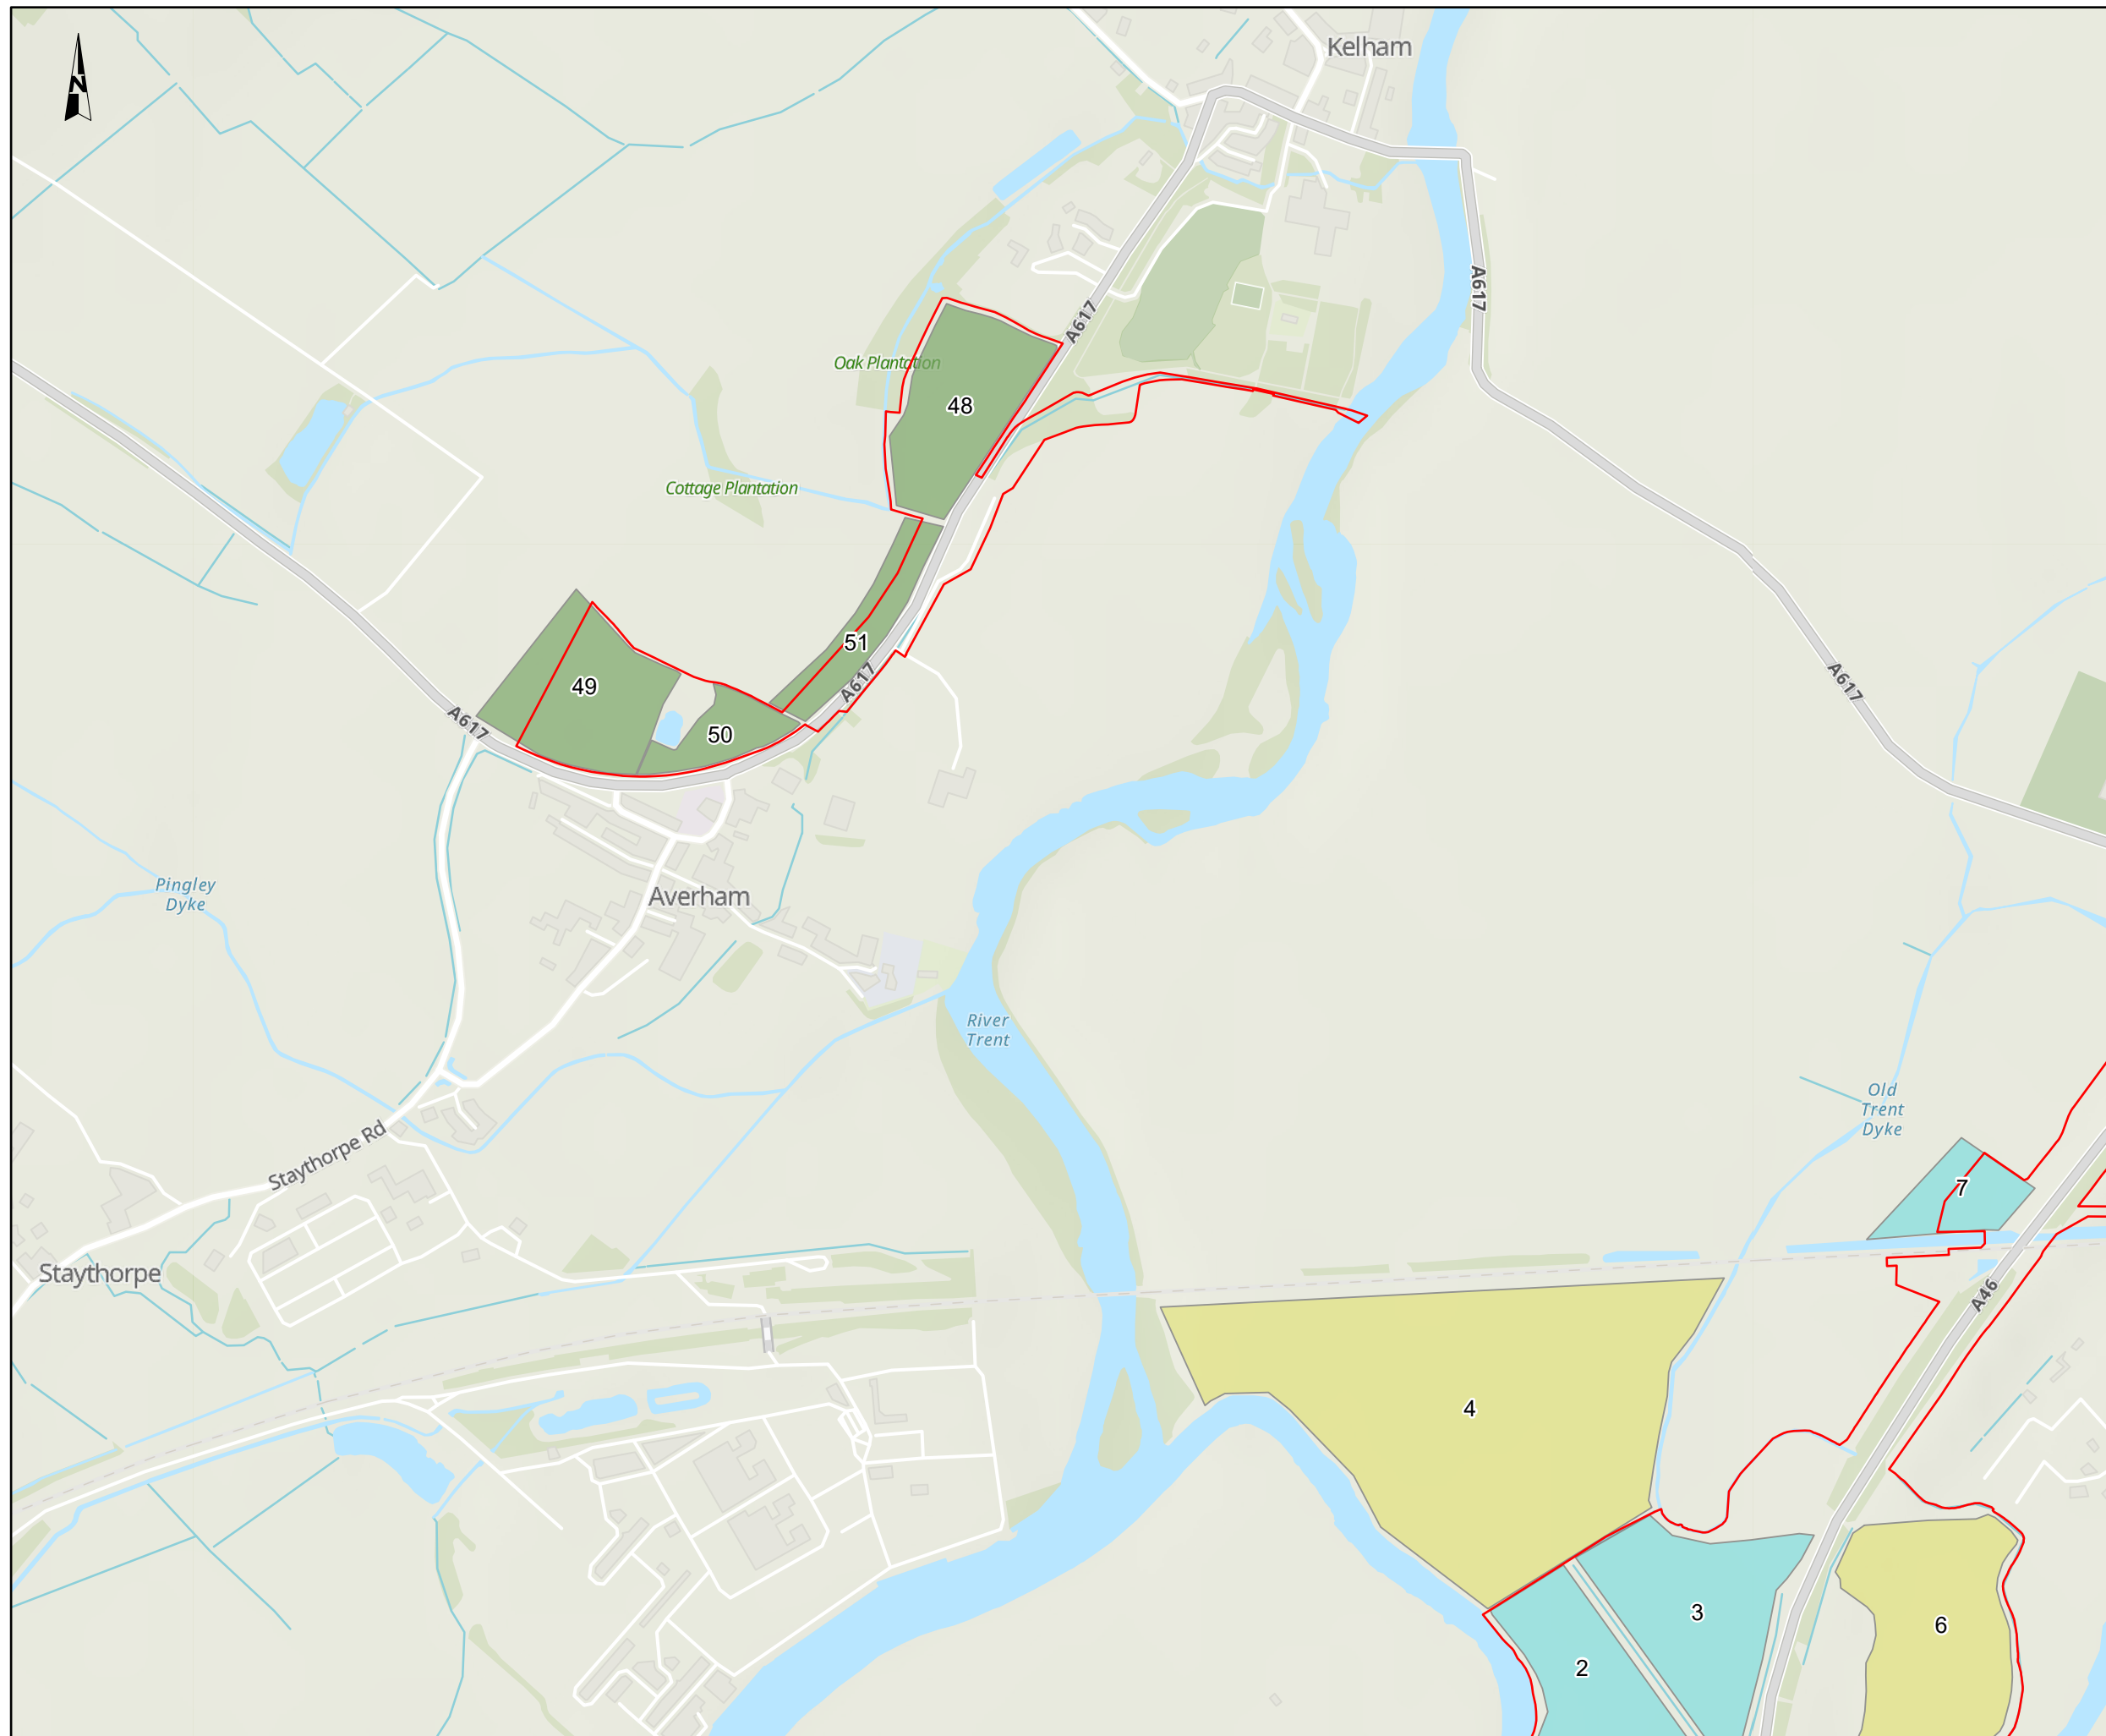 Kelham
N
A617
A617
Oak Plantation
48
Cottage Plantation
51
A617
49
A617
A617
50
Pingley
Dyke
Averham
River
Trent
Old
Trent
Dyke
Staythorpe Rd
7
Staythorpe
A46
4
3
6
2